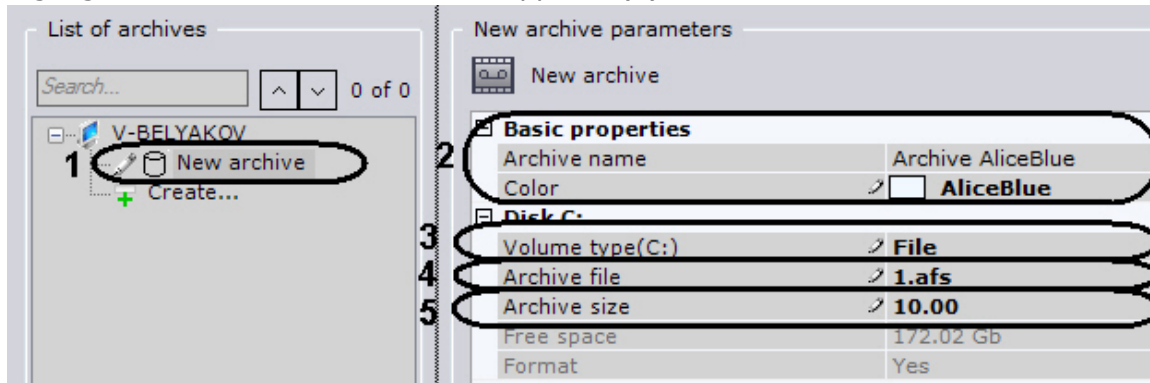 List of archives
Search...
0 of 0
V-BELYAKOV
1
New archive
Create...
New archive parameters
New archive
2
Basic properties
Archive name Archive AliceBlue
Color AliceBlue
Disk C:
3
Volume type(C:) File
4
Archive file 1.afs
5
Archive size 10.00
Free space 172.02 Gb
Format Yes